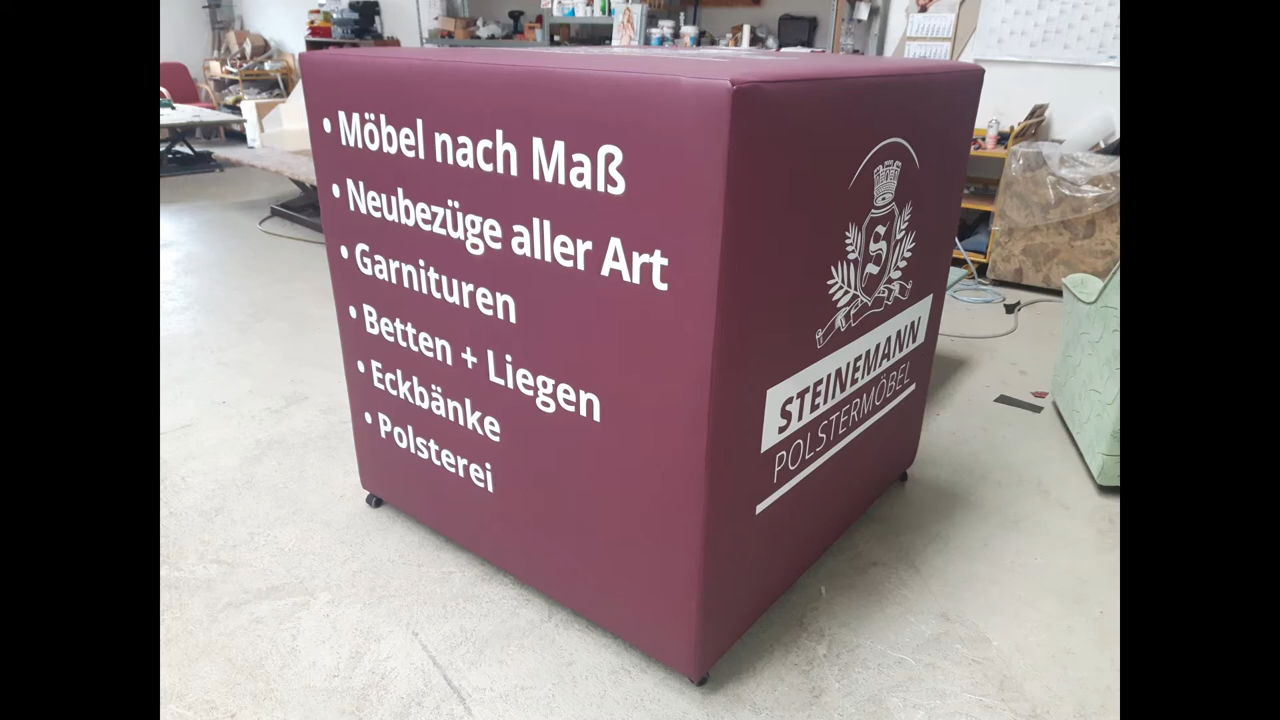 • Möbel nach Maß
• Neubezüge aller Art
• Garnituren
• Betten + Liegen
• Eckbänke
• Polsterei
S
STEINEMANN
POLSTERMÖBEL